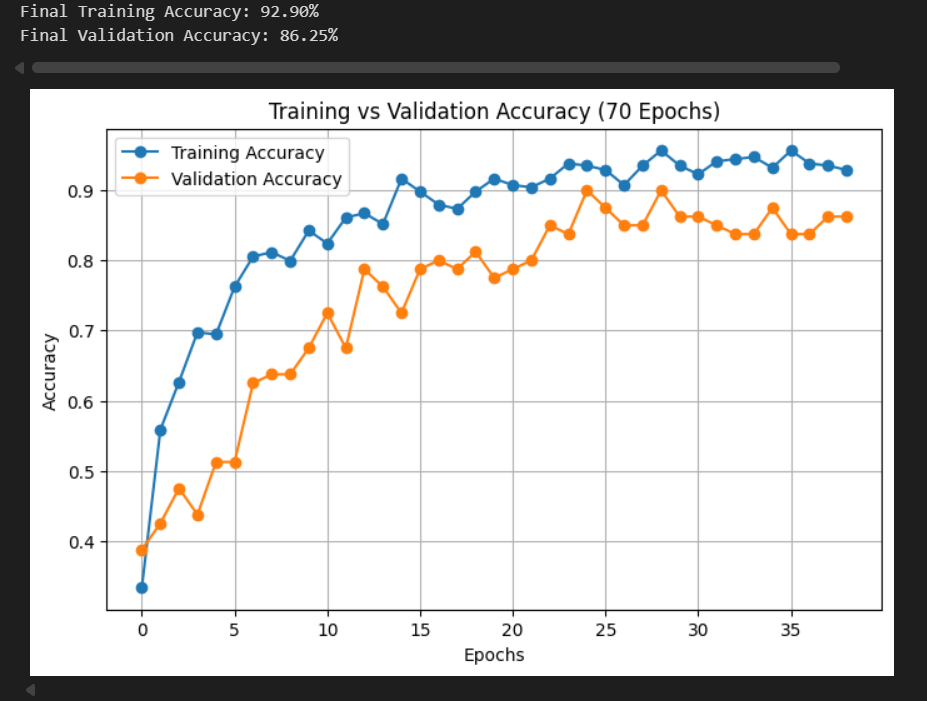 Final Training Accuracy: 92.90%
Final Validation Accuracy: 86.25%
Training vs Validation Accuracy (70 Epochs)
Training Accuracy
Validation Accuracy
0.9
0.8
0.7
0.6
0.5
0.4
Accuracy
0 5 10 15 20 25 30 35
Epochs